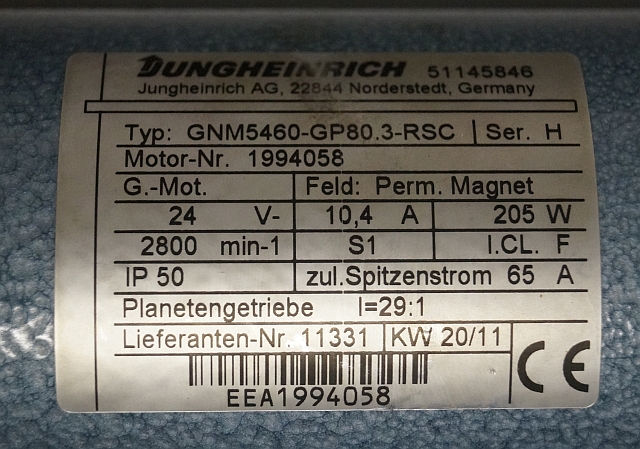 JUNGHEINRICH 51145846
Jungheinrich AG, 22844 Norderstedt, Germany
Typ: GNM5460-GP80.3-RSC Ser. H
Motor-Nr. 1994058
G.-Mot. Feld: Perm. Magnet
24 V- 10,4 A 205 W
2800 min-1 S1 I.CL. F
IP 50 zul.Spitzenstrom 65 A
Planetengetriebe I=29:1
Lieferanten-Nr. 11331 KW 20/11
EEA1994058
CE